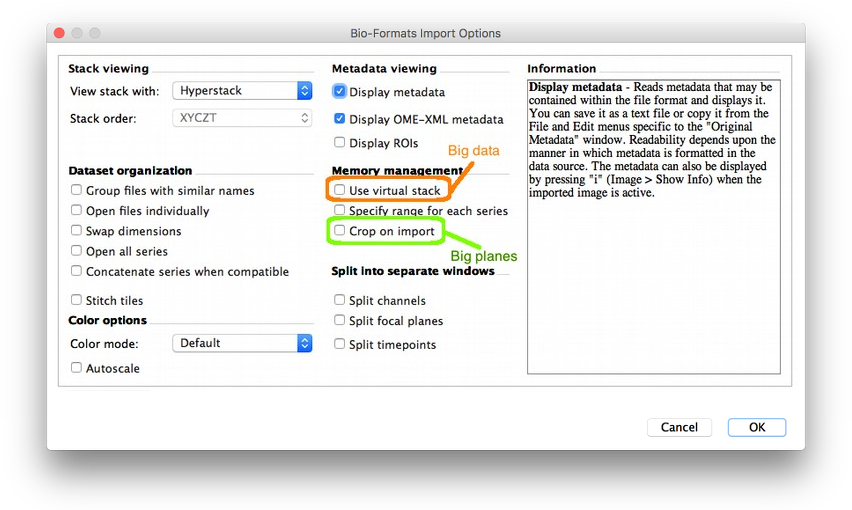 Bio-Formats Import Options
Stack viewing
View stack with: Hyperstack
Stack order: XYCZT
Dataset organization
Group files with similar names
Open files individually
Swap dimensions
Open all series
Concatenate series when compatible
Stitch tiles
Color options
Color mode: Default
Autoscale
Metadata viewing
Display metadata
Display OME-XML metadata
Display ROIs
Big data
Memory management
Use virtual stack
Specify range for each series
Crop on import
Big planes
Split into separate windows
Split channels
Split focal planes
Split timepoints
Information
Display metadata - Reads metadata that may be
contained within the file format and displays it.
You can save it as a text file or copy it from the
File and Edit menus specific to the "Original
Metadata" window. Readability depends upon the
manner in which metadata is formatted in the
data source. The metadata can also be displayed
by pressing "i" (Image > Show Info) when the
imported image is active.
Cancel
OK